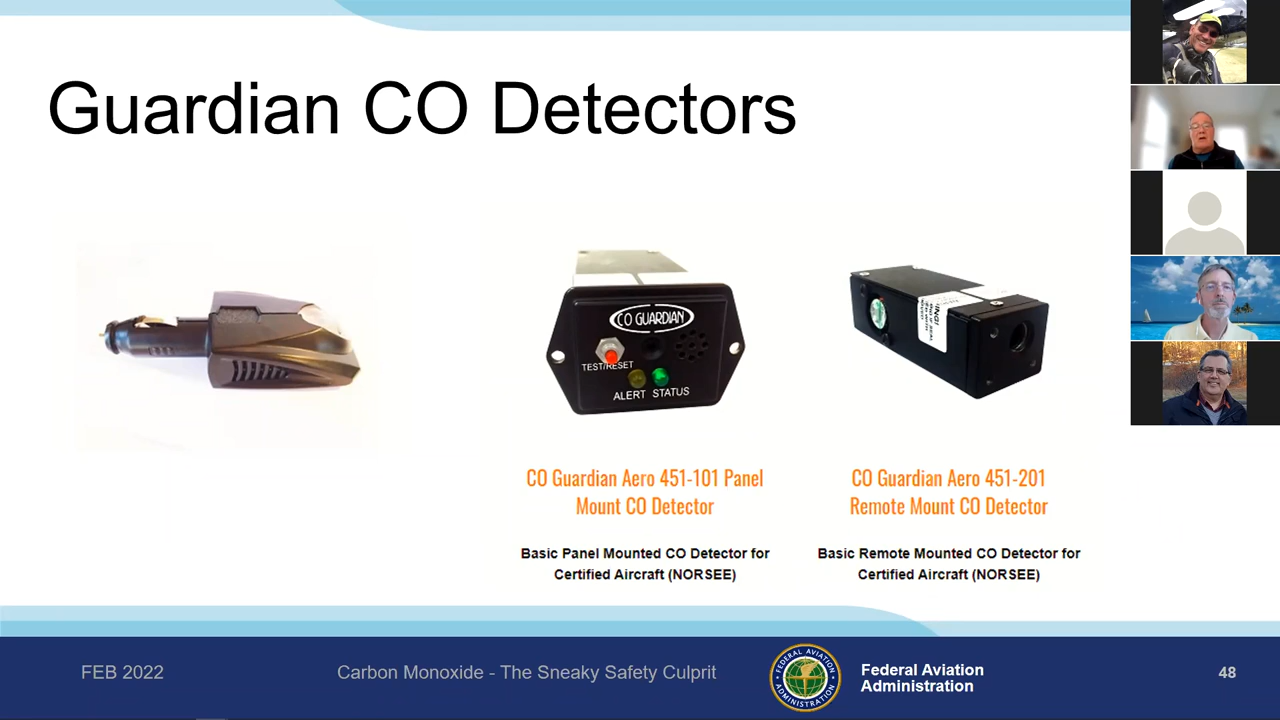 Guardian CO Detectors
CO GUARDIAN
TEST/RESET
ALERT STATUS
CO Guardian Aero 451-101 Panel
Mount CO Detector
Basic Panel Mounted CO Detector for
Certified Aircraft (NORSEE)
CO Guardian Aero 451-201
Remote Mount CO Detector
Basic Remote Mounted CO Detector for
Certified Aircraft (NORSEE)
FEB 2022
Carbon Monoxide - The Sneaky Safety Culprit
FEDERAL AVIATION
ADMINISTRATION
Federal Aviation
Administration
48